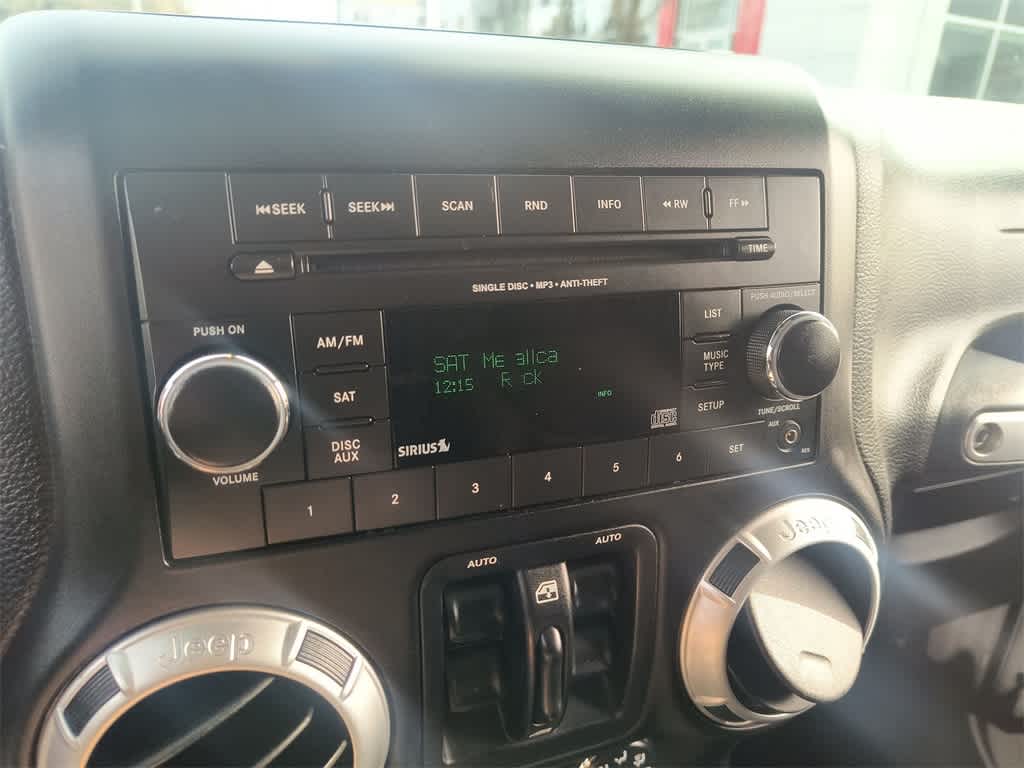 SEEK
SEEK
SCAN
RND
INFO
RW
FF
TIME
SINGLE DISC • MP3 • ANTI-THEFT
PUSH ON
AM/FM
SAT
DISC
AUX
VOLUME
SAT Me allca
12:15 R ck
INFO
SIRIUS
disc
LIST
MUSIC
TYPE
SETUP
PUSH AUDIO/SELECT
TUNE/SCROLL
AUX
1
2
3
4
5
6
SET
AUTO
AUTO
Jeep
Jeep